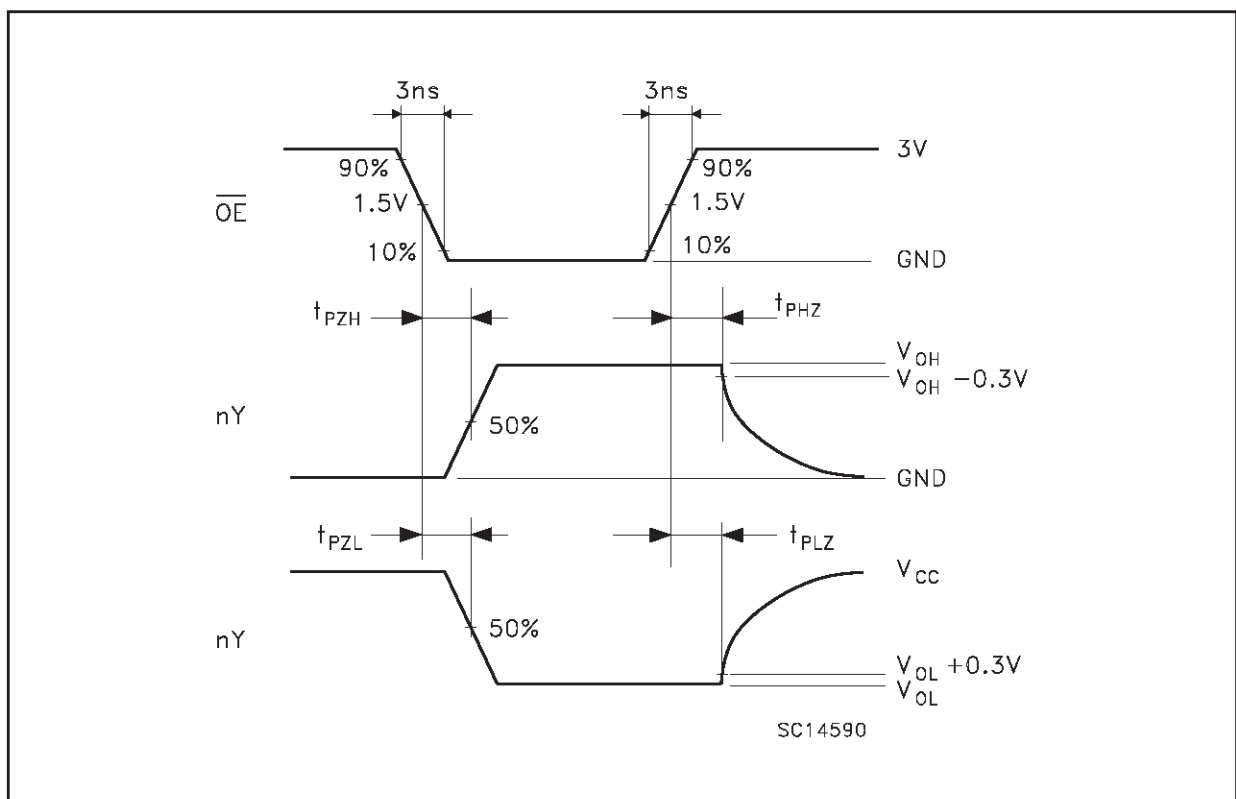 3ns
3ns
3V
90%
90%
O̅E̅
1.5V
1.5V
10%
10%
GND
tPZH
tPHZ
VOH
VOH −0.3V
nY
50%
GND
tPZL
tPLZ
VCC
nY
50%
VOL +0.3V
VOL
SC14590